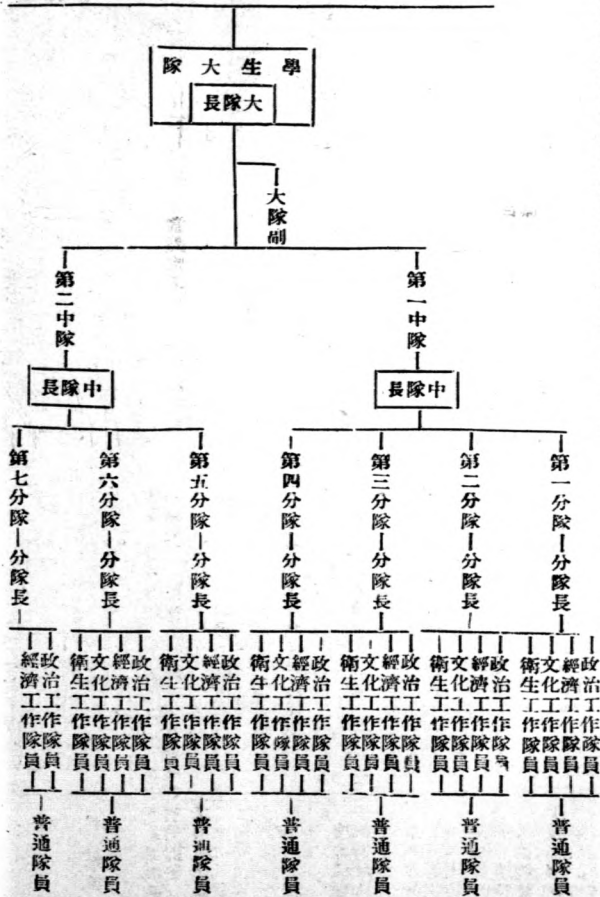 學生大隊
大隊長
大隊副
第一中隊
中隊長
第二中隊
中隊長
第一分隊
分隊長
政治工作隊員
經濟工作隊員
文化工作隊員
衛生工作隊員
普通隊員
第二分隊
分隊長
政治工作隊員
經濟工作隊員
文化工作隊員
衛生工作隊員
普通隊員
第三分隊
分隊長
政治工作隊員
經濟工作隊員
文化工作隊員
衛生工作隊員
普通隊員
第四分隊
分隊長
政治工作隊員
經濟工作隊員
文化工作隊員
衛生工作隊員
普通隊員
第五分隊
分隊長
政治工作隊員
經濟工作隊員
文化工作隊員
衛生工作隊員
普通隊員
第六分隊
分隊長
政治工作隊員
經濟工作隊員
文化工作隊員
衛生工作隊員
普通隊員
第七分隊
分隊長
政治工作隊員
經濟工作隊員
普通隊員